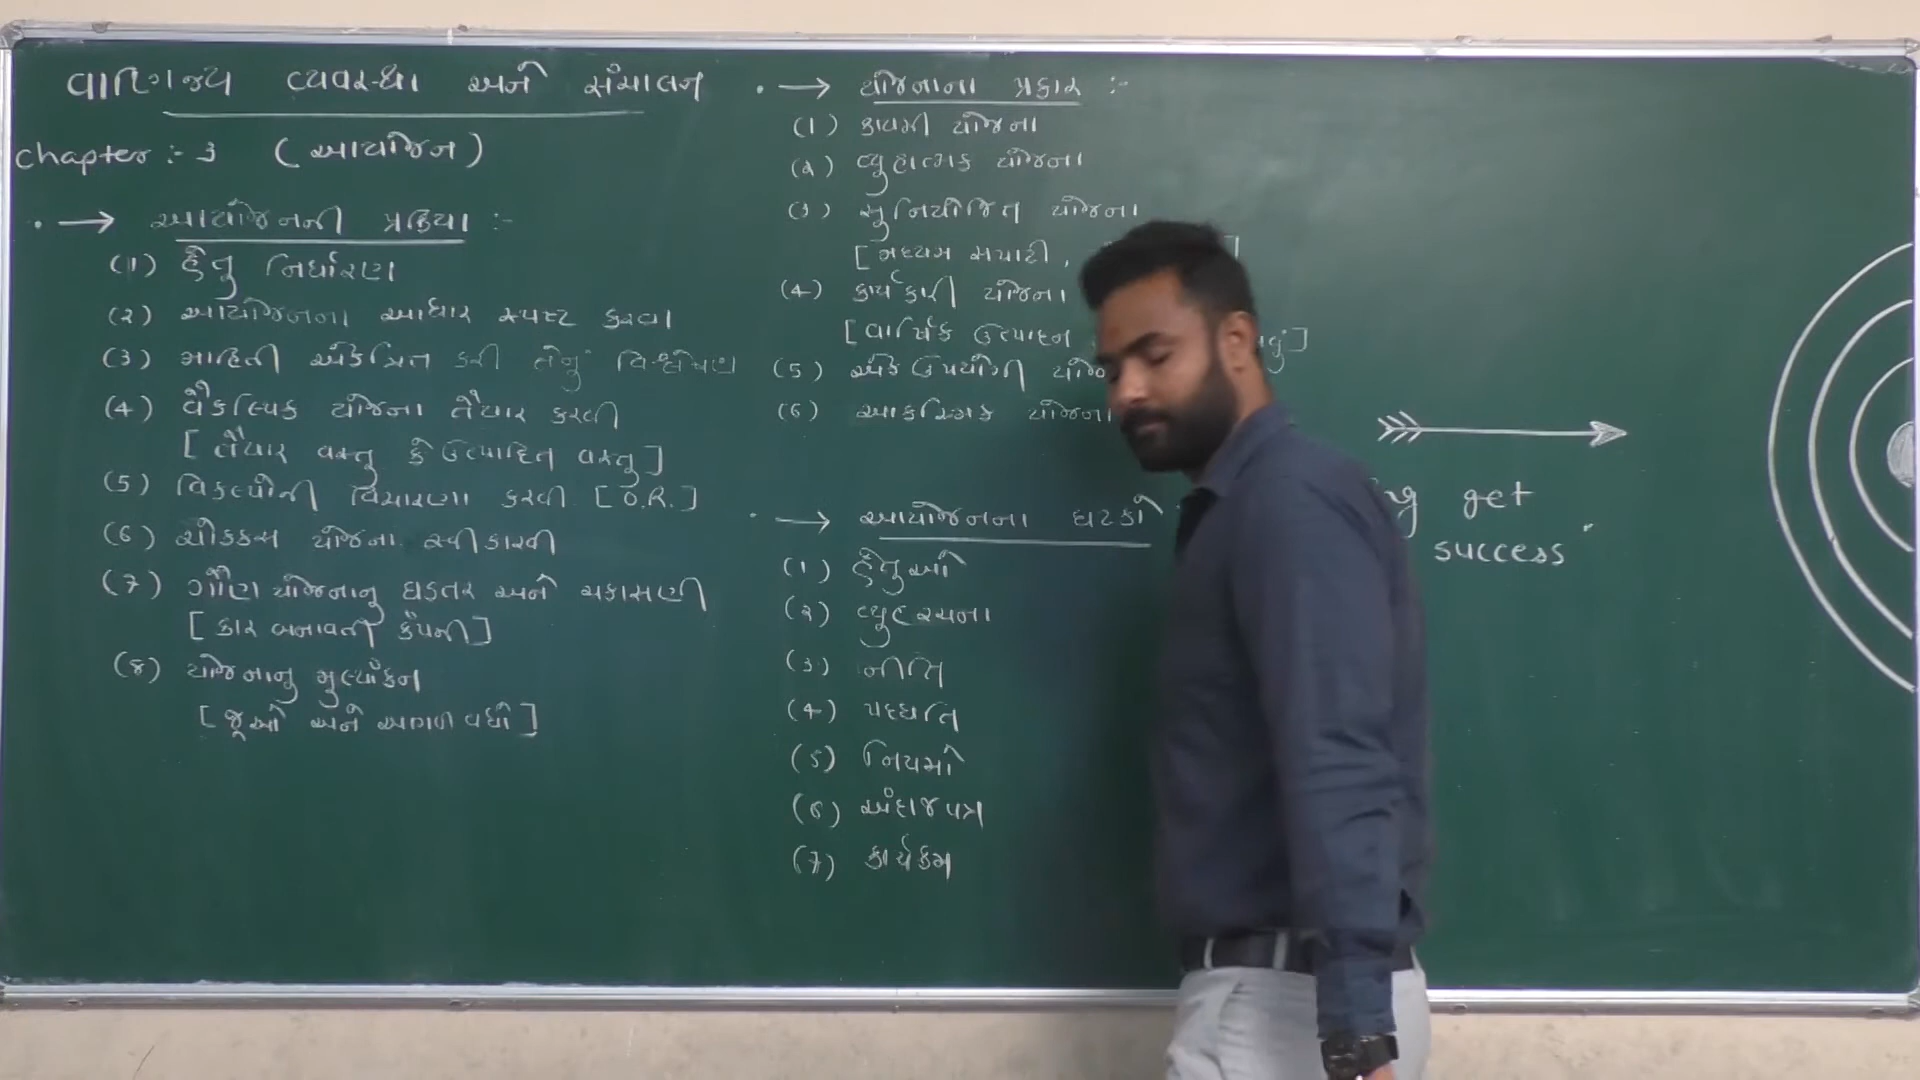 વાણિજ્ય વ્યવસ્થા અને સંચાલન
chapter :- 3 (આયોજન)
→ આયોજનની પ્રક્રિયા :-
(1) હેતુ નિર્ધારણ
(2) આયોજનના આધાર સ્પષ્ટ કરવા
(3) માહિતી એકત્રિત કરી તેનું વિશ્લેષણ
(4) વૈકલ્પિક યોજના તૈયાર કરવી
[તૈયાર વસ્તુ કે ઉત્પાદિત વસ્તુ]
(5) વિકલ્પોની વિચારણા કરવી [O.R.]
(6) ચોક્કસ યોજના સ્વીકારવી
(7) ગૌણ યોજનાનુ ઘડતર અને ચકાસણી
[કાર બનાવતી કંપની]
(8) યોજનાનુ મુલ્યાંકન
[જૂઓ અને આગળ વધો]
→ યોજનાના પ્રકાર :-
(1) કાયમી યોજના
(2) વ્યુહાત્મક યોજના
(3) સુનિયોજિત યોજના
[મધ્યમ સપાટી,
(4) કાર્યકારી યોજના
[વાર્ષિક ઉત્પાદન
(5) એક ઉપયોગી
(6) આકસ્મિક યોજના
→ આયોજનના ઘટકો
(1) હેતુઓ
(2) વ્યુહરચના
(3) નીતિ
(4) પદ્ધતિ
(5) નિયમો
(6) અંદાજપત્ર
(7) કાર્યક્રમ
get
success